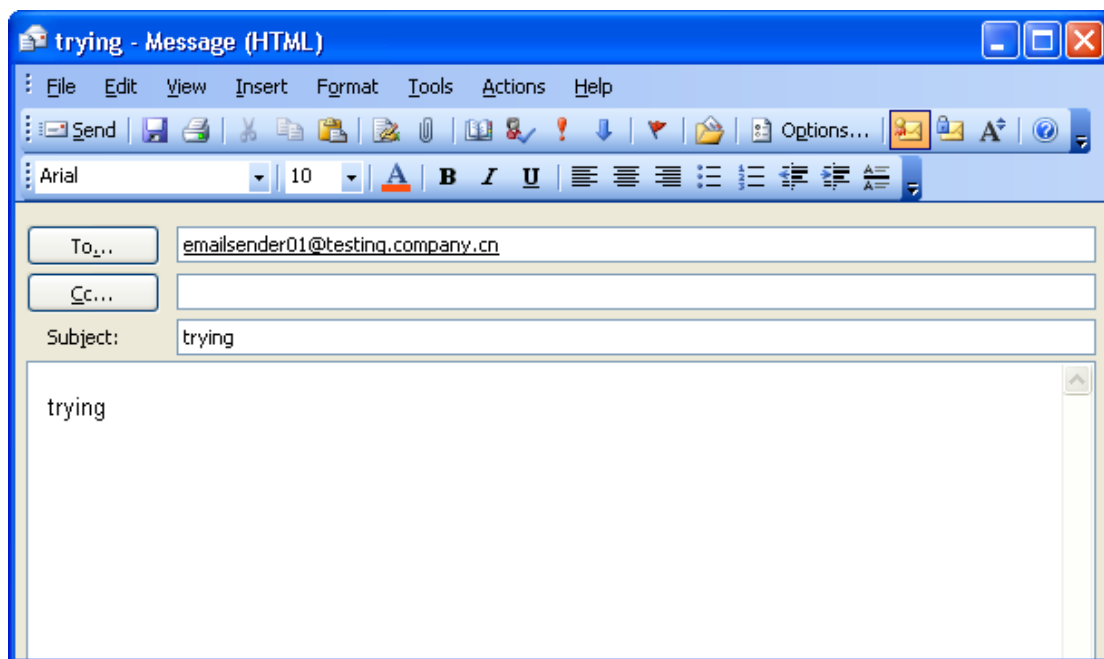 trying - Message (HTML)
File Edit View Insert Format Tools Actions Help
Send Options...
Arial 10 A B I U
To... emailsender01@testing.company.cn
Cc...
Subject: trying
trying